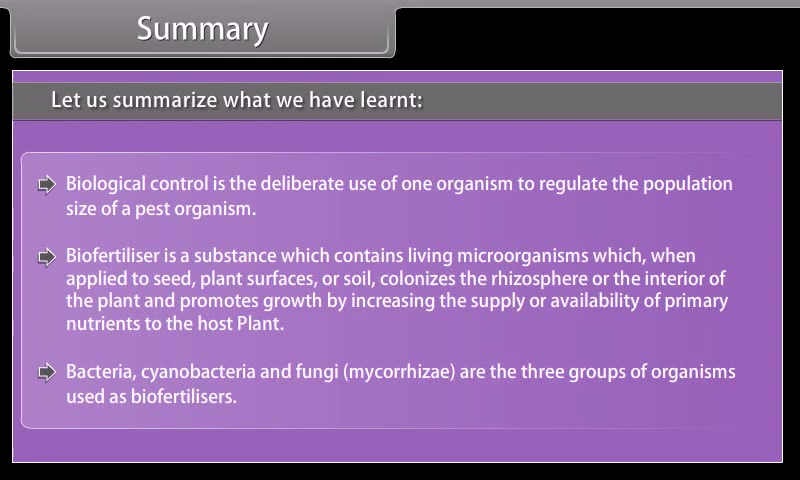 Summary
Let us summarize what we have learnt:
Biological control is the deliberate use of one organism to regulate the population
size of a pest organism.
Biofertiliser is a substance which contains living microorganisms which, when
applied to seed, plant surfaces, or soil, colonizes the rhizosphere or the interior of
the plant and promotes growth by increasing the supply or availability of primary
nutrients to the host Plant.
Bacteria, cyanobacteria and fungi (mycorrhizae) are the three groups of organisms
used as biofertilisers.